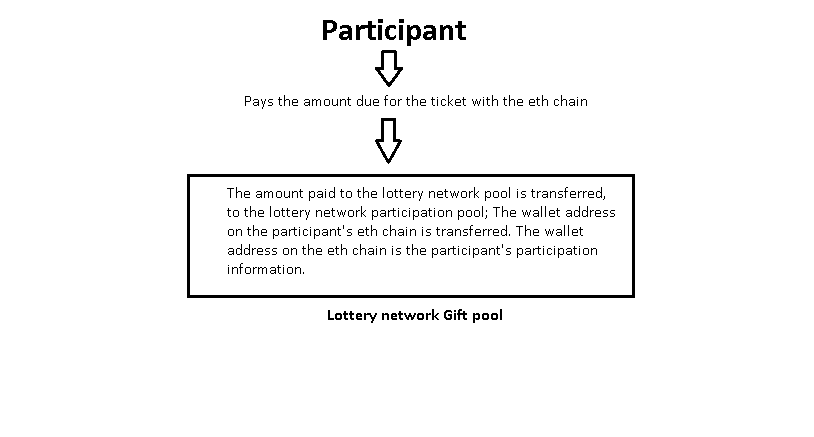 Participant
Pays the amount due for the ticket with the eth chain
The amount paid to the lottery network pool is transferred,
to the lottery network participation pool; The wallet address
on the participant's eth chain is transferred. The wallet
address on the eth chain is the participant's participation
information.
Lottery network Gift pool